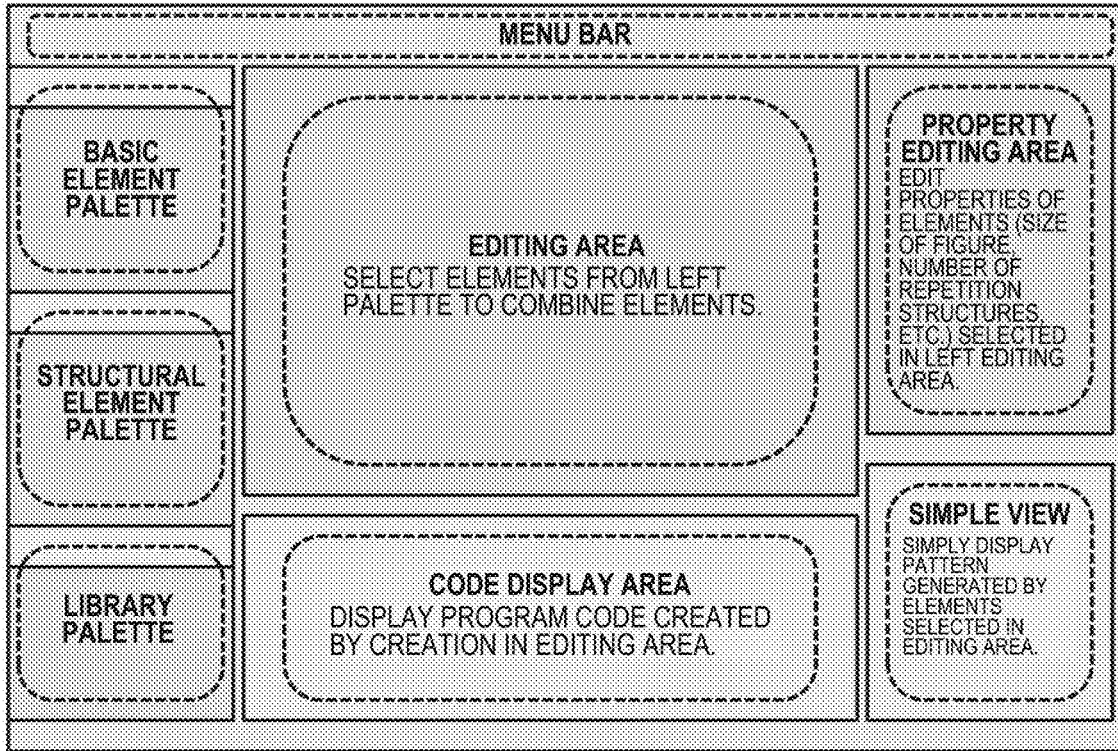 MENU BAR
BASIC
ELEMENT
PALETTE
STRUCTURAL
ELEMENT
PALETTE
LIBRARY
PALETTE
EDITING AREA
SELECT ELEMENTS FROM LEFT
PALETTE TO COMBINE ELEMENTS.
CODE DISPLAY AREA
DISPLAY PROGRAM CODE CREATED
BY CREATION IN EDITING AREA.
PROPERTY
EDITING AREA
EDIT
PROPERTIES OF
ELEMENTS (SIZE
OF FIGURE,
NUMBER OF
REPETITION
STRUCTURES,
ETC.) SELECTED
IN LEFT EDITING
AREA.
SIMPLE VIEW
SIMPLY DISPLAY
PATTERN
GENERATED BY
ELEMENTS
SELECTED IN
EDITING AREA.